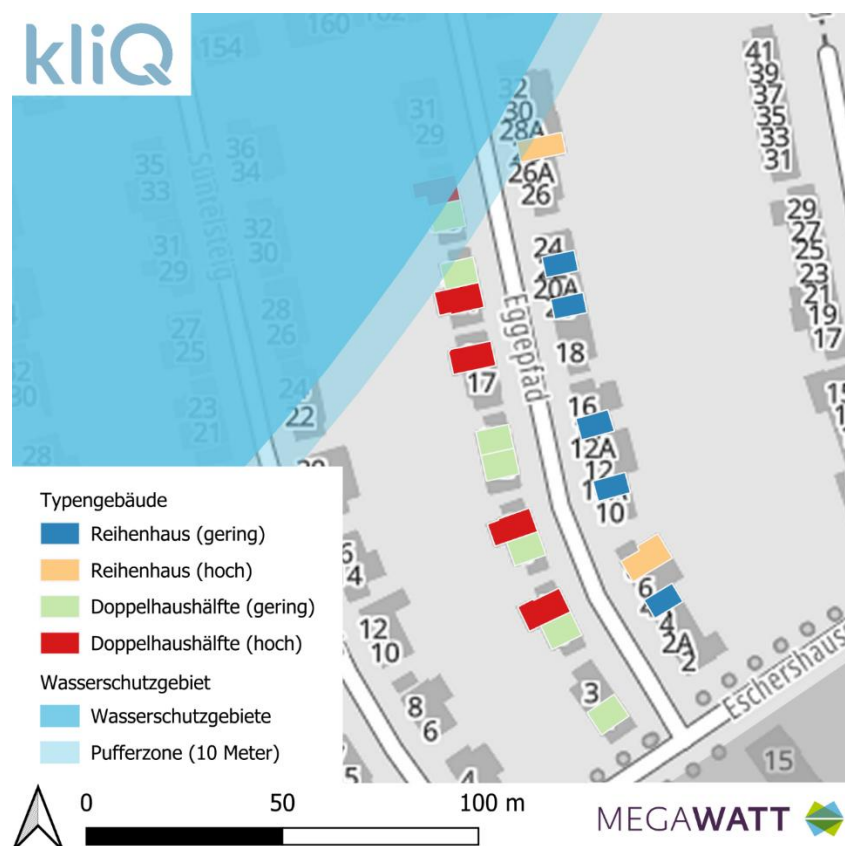 kliQ
154
160
162
31
29
36
34
35
33
Süntelsteig
32
30
31
29
28
26
27
25
24
22
23
21
28
32
30
28A
26A
26
24
20A
18
Eggepfad
17
16
12A
12
10
6
4
2A
2
3
Eschershaus
15
41
39
37
35
33
31
29
27
25
23
21
19
17
12
10
8
6
4
5
Typengebäude
Reihenhaus (gering)
Reihenhaus (hoch)
Doppelhaushälfte (gering)
Doppelhaushälfte (hoch)
Wasserschutzgebiet
Wasserschutzgebiete
Pufferzone (10 Meter)
0 50 100 m
MEGAWATT